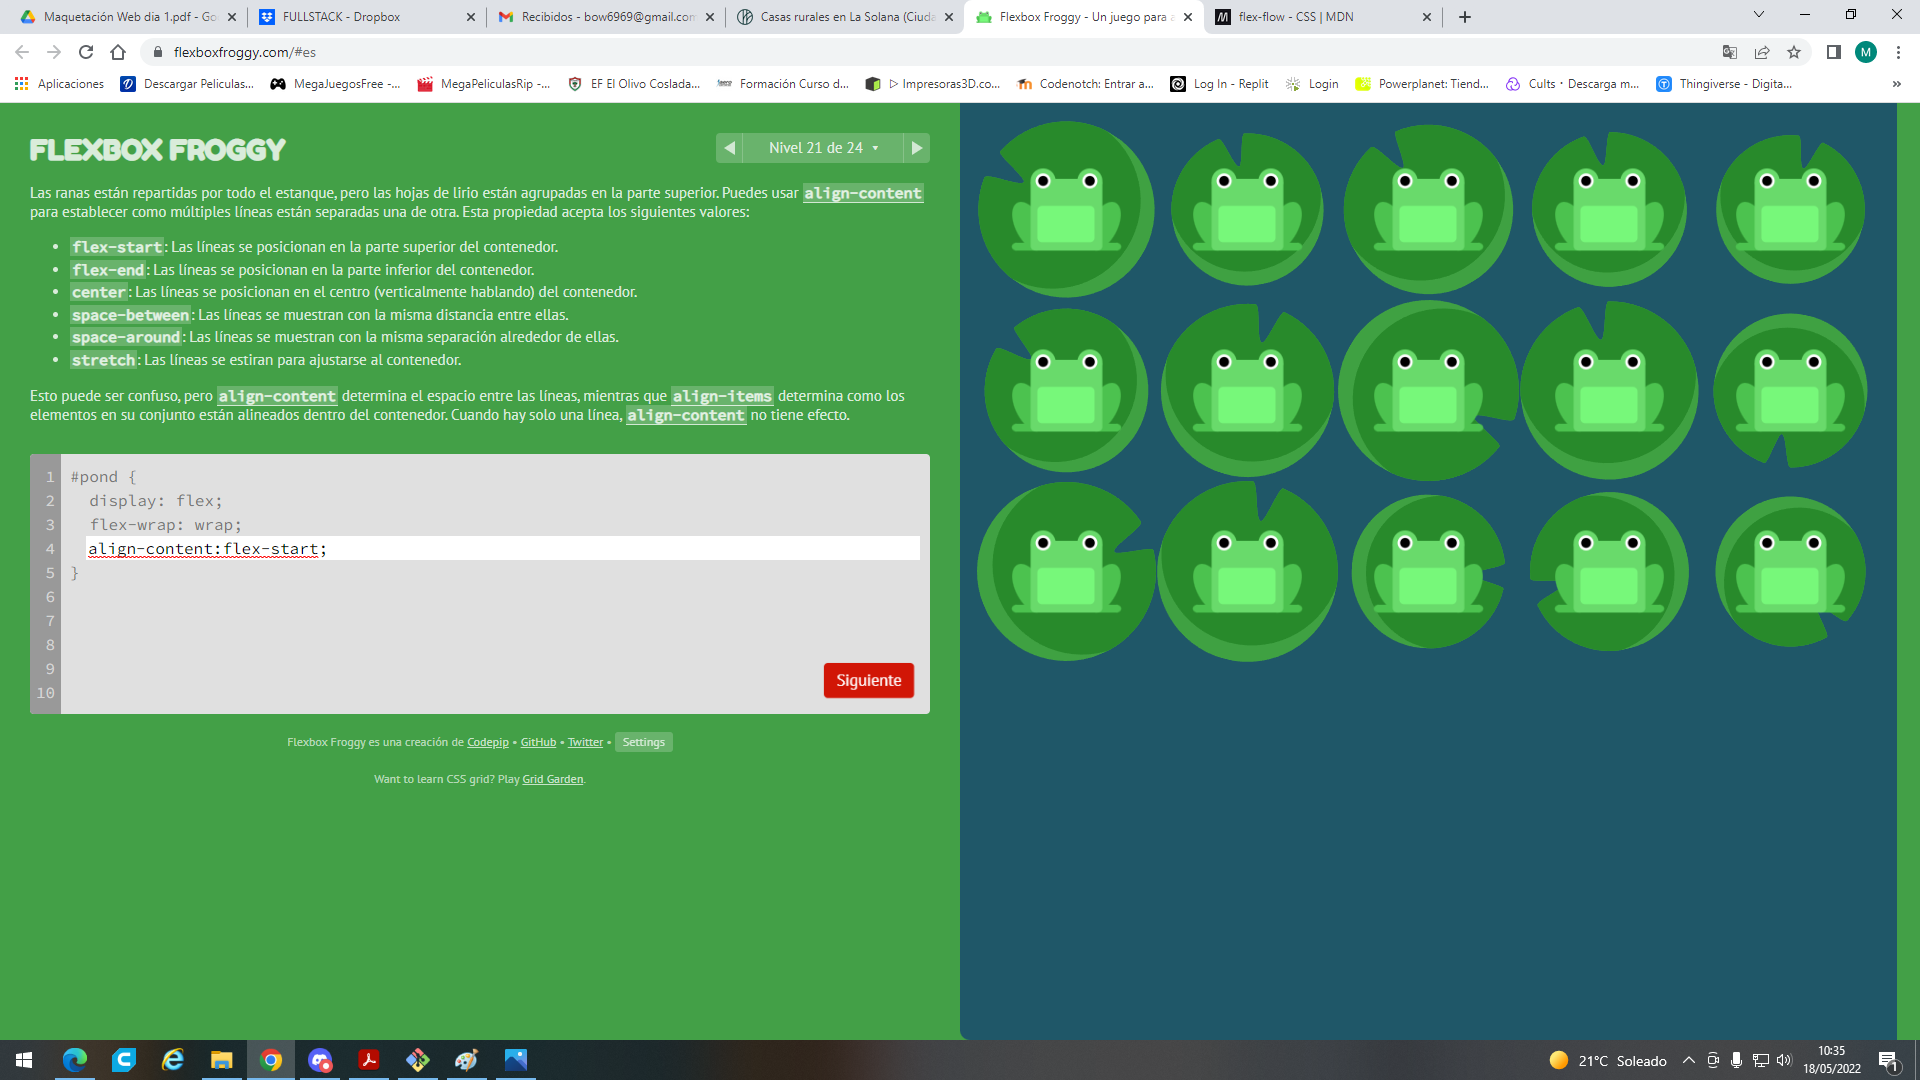 Maquetación Web dia 1.pdf - Go
FULLSTACK - Dropbox
Recibidos - bow6969@gmail.com
Casas rurales en La Solana (Ciuda
Flexbox Froggy - Un juego para a
flex-flow - CSS | MDN
flexboxfroggy.com/#es
M
Aplicaciones
Descargar Peliculas...
MegaJuegosFree -...
MegaPeliculasRip -...
EF El Olivo Coslada...
Formación Curso d...
▷ Impresoras3D.co...
Codenotch: Entrar a...
Log In - Replit
Login
Powerplanet: Tiend...
Cults・Descarga m...
Thingiverse - Digita...
»
FLEXBOX FROGGY
Nivel 21 de 24
Las ranas están repartidas por todo el estanque, pero las hojas de lirio están agrupadas en la parte superior. Puedes usar align-content
para establecer como múltiples líneas están separadas una de otra. Esta propiedad acepta los siguientes valores:
• flex-start: Las líneas se posicionan en la parte superior del contenedor.
• flex-end: Las líneas se posicionan en la parte inferior del contenedor.
• center: Las líneas se posicionan en el centro (verticalmente hablando) del contenedor.
• space-between: Las líneas se muestran con la misma distancia entre ellas.
• space-around: Las líneas se muestran con la misma separación alrededor de ellas.
• stretch: Las líneas se estiran para ajustarse al contenedor.
Esto puede ser confuso, pero align-content determina el espacio entre las líneas, mientras que align-items determina como los
elementos en su conjunto están alineados dentro del contenedor. Cuando hay solo una línea, align-content no tiene efecto.
1 #pond {
2 display: flex;
3 flex-wrap: wrap;
4 align-content:flex-start;
5 }
6
7
8
9
10
Siguiente
Flexbox Froggy es una creación de Codepip • GitHub • Twitter • Settings
Want to learn CSS grid? Play Grid Garden.
21°C Soleado
10:35
18/05/2022
1